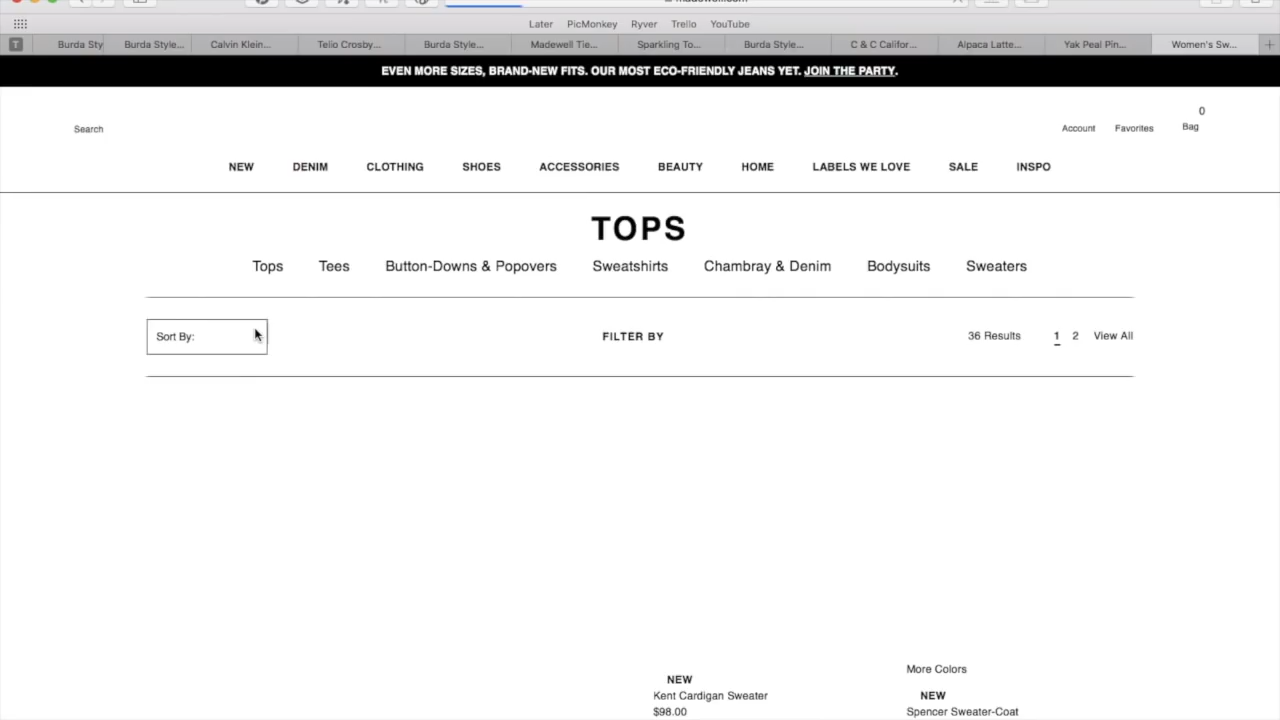 Later PicMonkey Ryver Trello YouTube
T Burda Sty Burda Style... Calvin Klein... Telio Crosby... Burda Style... Madewell Tie... Sparkling To... Burda Style... C & C Califor... Alpaca Latte... Yak Peal Pin... Women's Sw... +
EVEN MORE SIZES, BRAND-NEW FITS. OUR MOST ECO-FRIENDLY JEANS YET. JOIN THE PARTY.
0
Search Account Favorites Bag
NEW DENIM CLOTHING SHOES ACCESSORIES BEAUTY HOME LABELS WE LOVE SALE INSPO
TOPS
Tops Tees Button-Downs & Popovers Sweatshirts Chambray & Denim Bodysuits Sweaters
Sort By: FILTER BY 36 Results 1 2 View All
More Colors
NEW
Kent Cardigan Sweater
$98.00
NEW
Spencer Sweater-Coat